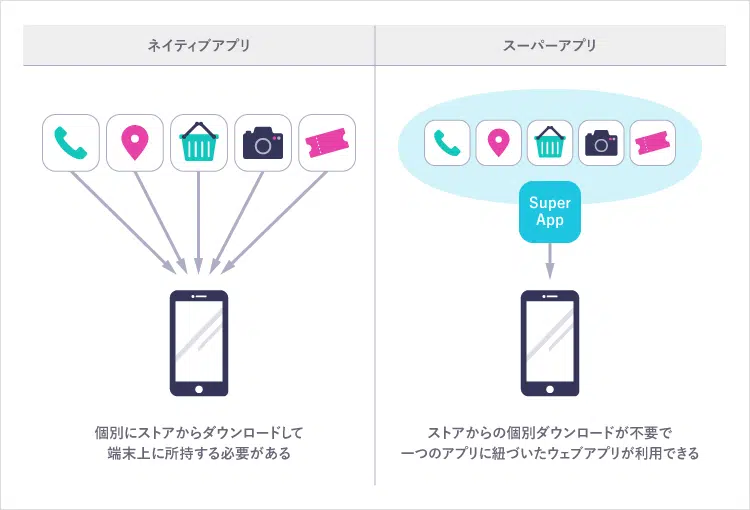 ネイティブアプリ
スーパーアプリ
Super
App
個別にストアからダウンロードして
端末上に所持する必要がある
ストアからの個別ダウンロードが不要で
一つのアプリに紐づいたウェブアプリが利用できる